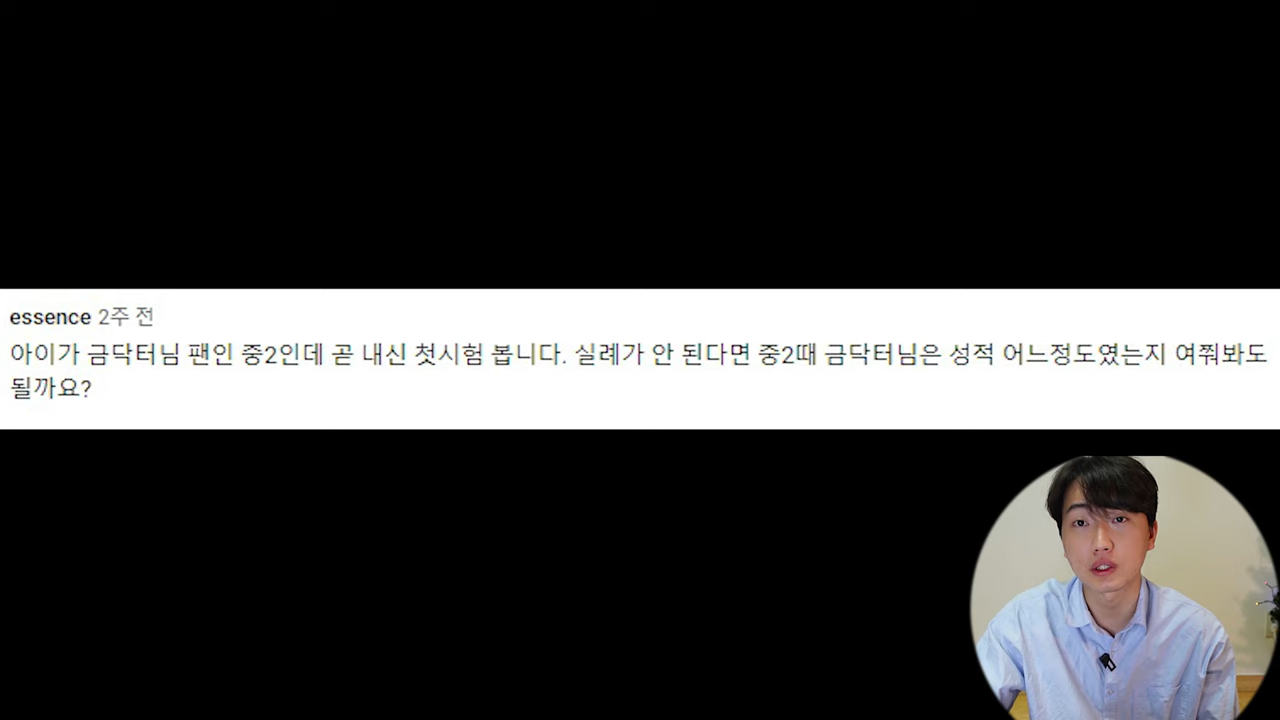 essence 2주 전
아이가 금닥터님 팬인 중2인데 곧 내신 첫시험 봅니다. 실례가 안 된다면 중2때 금닥터님은 성적 어느정도였는지 여쭤봐도
될까요?